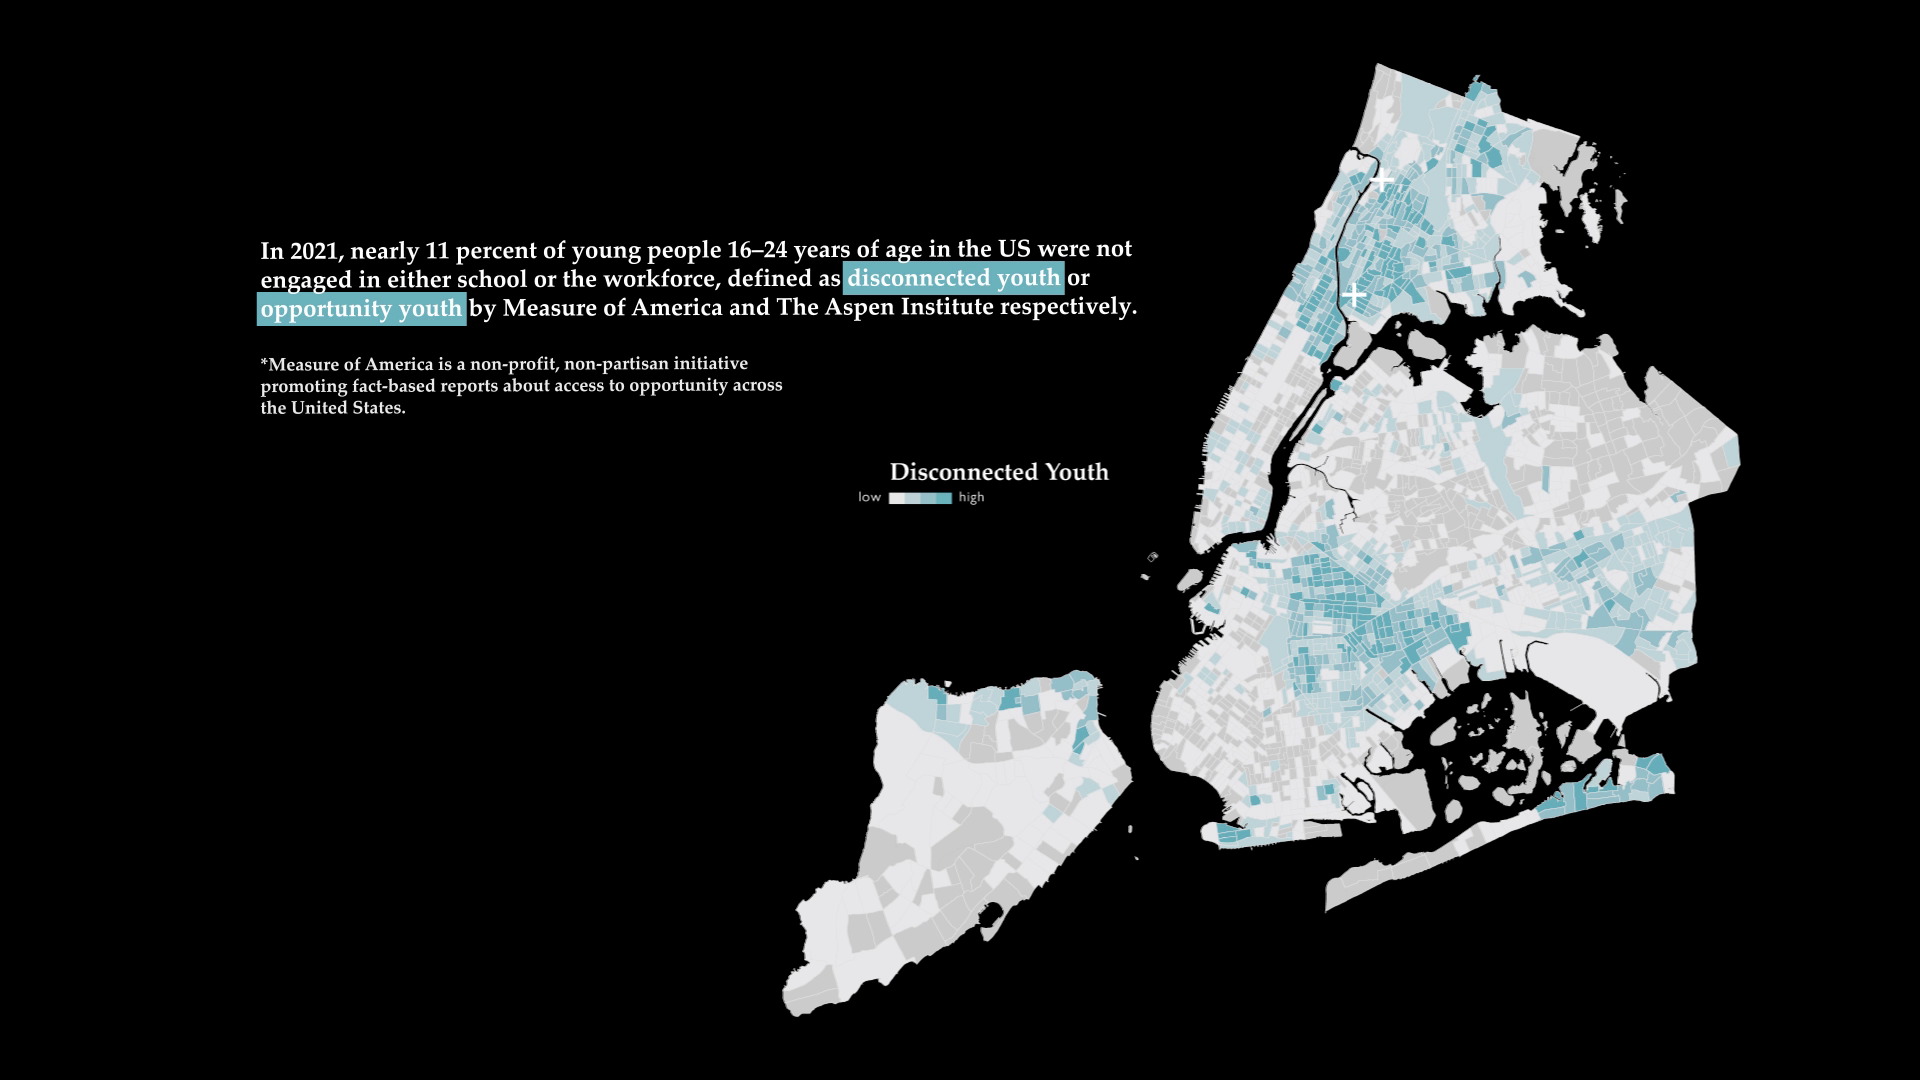 In 2021, nearly 11 percent of young people 16–24 years of age in the US were not
engaged in either school or the workforce, defined as disconnected youth or
opportunity youth by Measure of America and The Aspen Institute respectively.
*Measure of America is a non-profit, non-partisan initiative
promoting fact-based reports about access to opportunity across
the United States.
Disconnected Youth
low high